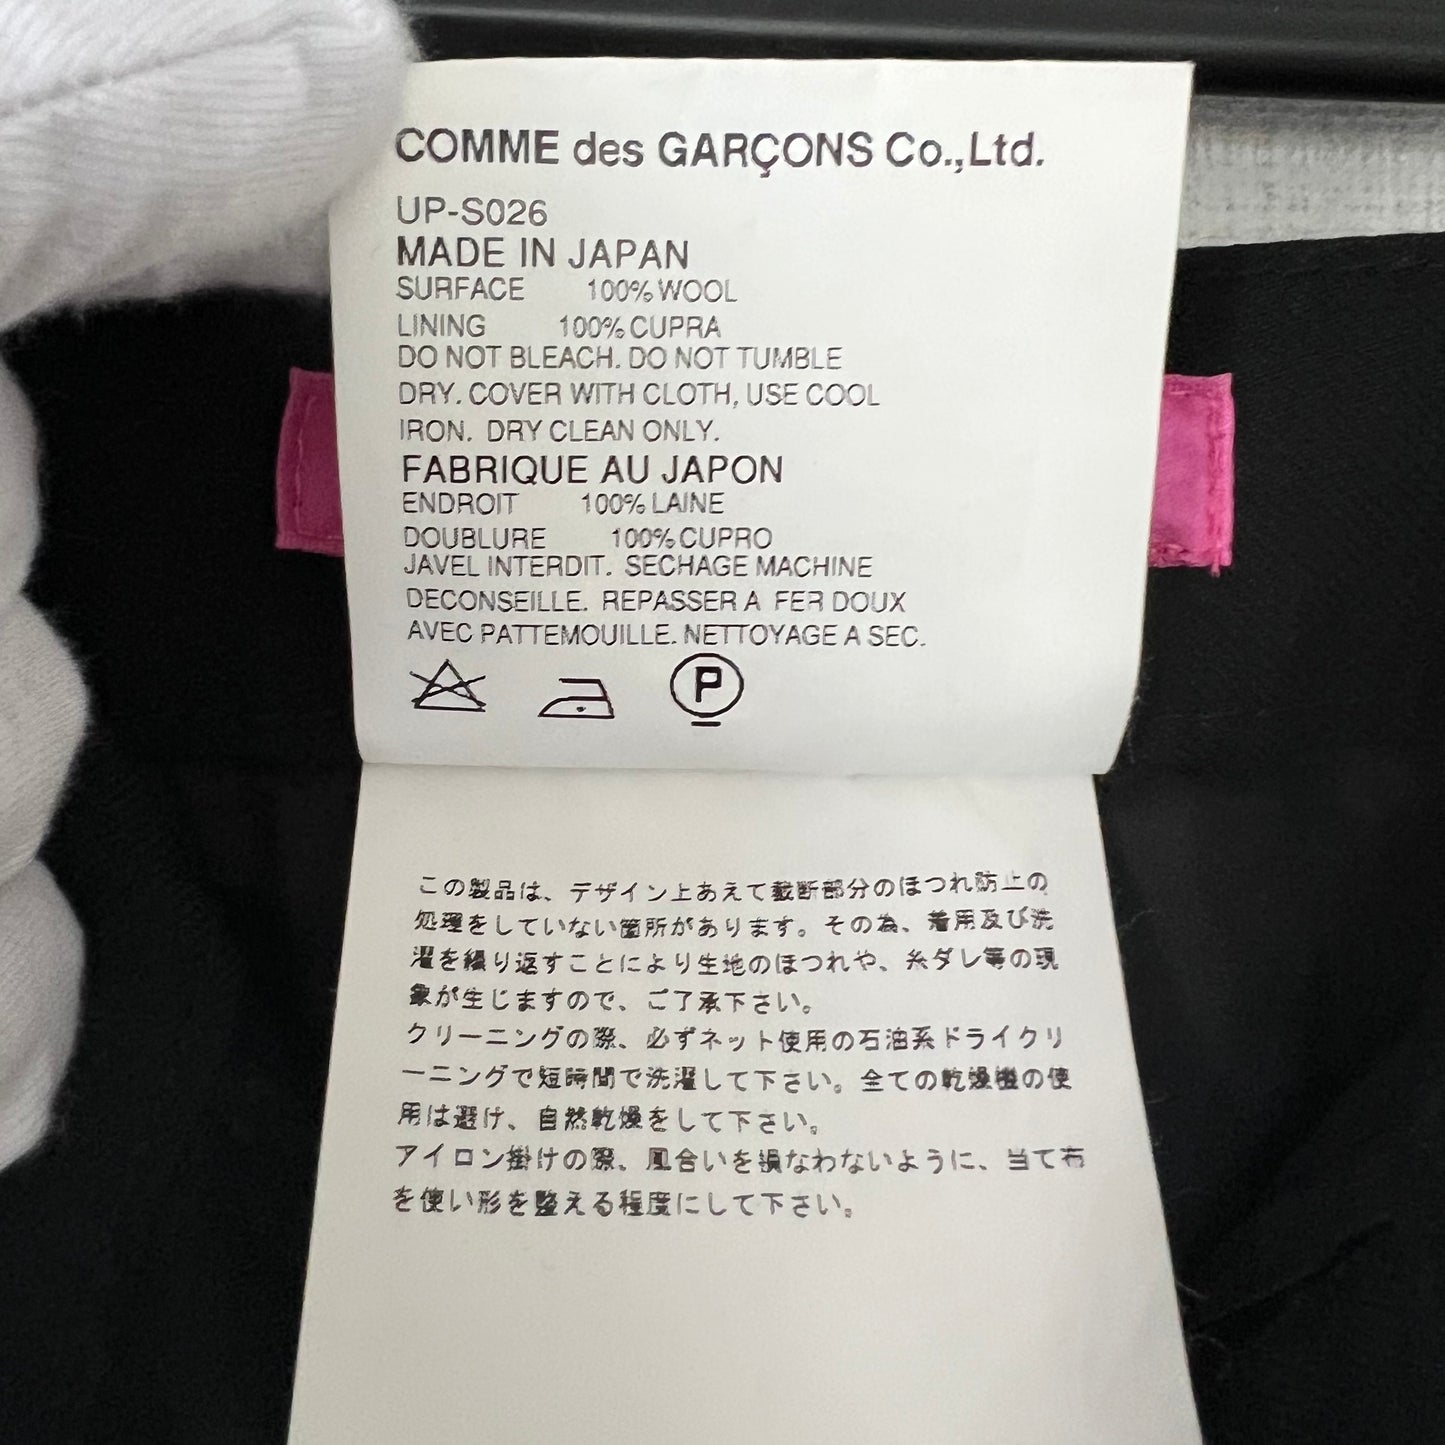 COMME des GARÇONS Co.,Ltd.
UP-S026
MADE IN JAPAN
SURFACE 100% WOOL
LINING 100% CUPRA
DO NOT BLEACH. DO NOT TUMBLE
DRY. COVER WITH CLOTH, USE COOL
IRON. DRY CLEAN ONLY.
FABRIQUE AU JAPON
ENDROIT 100% LAINE
DOUBLURE 100% CUPRO
JAVEL INTERDIT. SECHAGE MACHINE
DECONSEILLE. REPASSER A FER DOUX
AVEC PATTEMOUILLE. NETTOYAGE A SEC.
P
この製品は、デザイン上あえて裁断部分のほつれ防止の
処理をしていない箇所があります。その為、着用及び洗
濯を繰り返すことにより生地のほつれや、糸ダレ等の現
象が生じますので、ご了承下さい。
クリーニングの際、必ずネット使用の石油系ドライクリ
ーニングで短時間で洗濯して下さい。全ての乾燥機の使
用は避け、自然乾燥をして下さい。
アイロン掛けの際、風合いを損なわないように、当て布
を使い形を整える程度にして下さい。